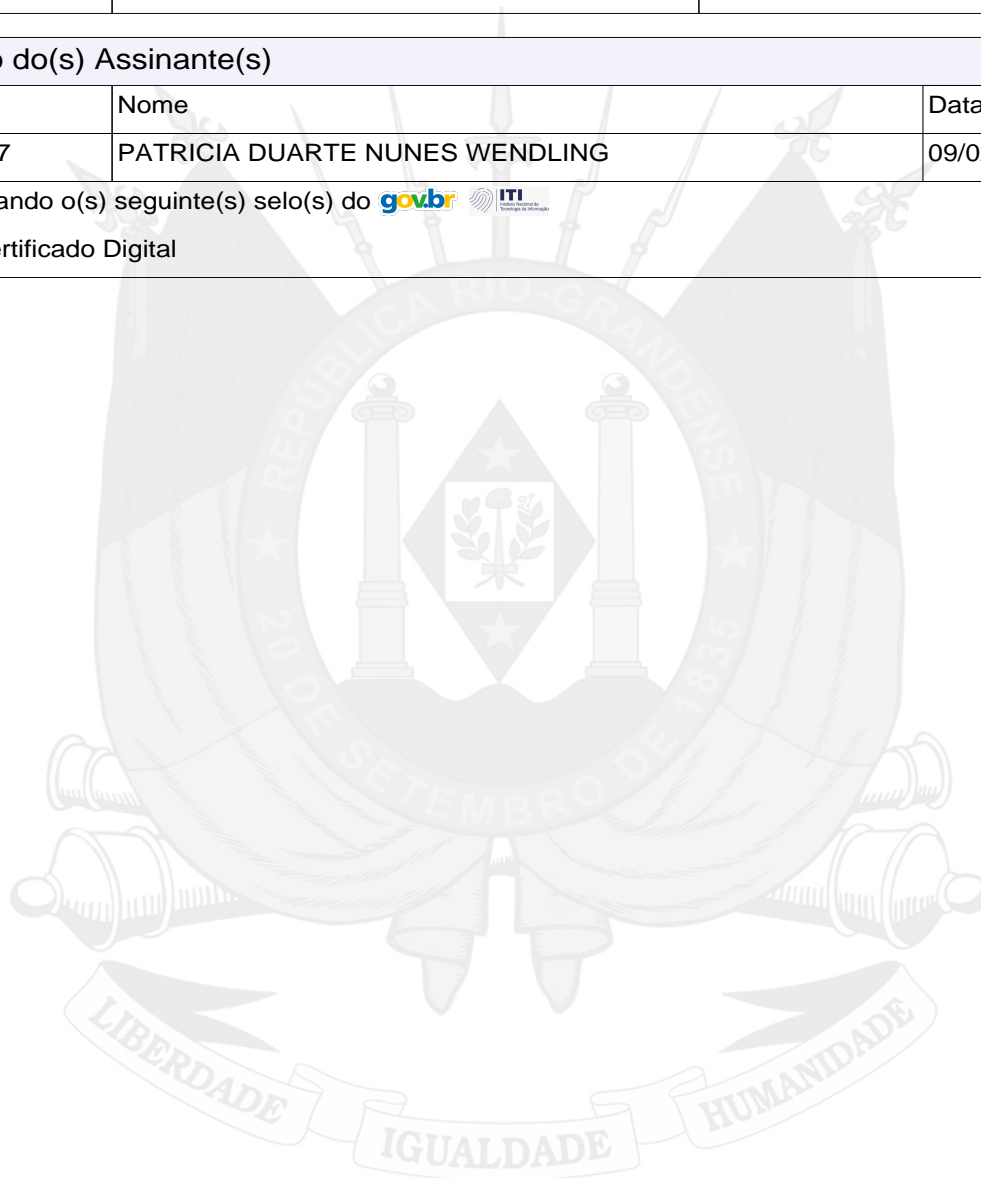 do(s) Assinante(s)
Nome Data
7 PATRICIA DUARTE NUNES WENDLING 09/0
ando o(s) seguinte(s) selo(s) do gov.br ITI
rtificado Digital
REPÚBLICA RIO-GRANDENSE
20 DE SETEMBRO DE 1835
LIBERDADE IGUALDADE HUMANIDADE